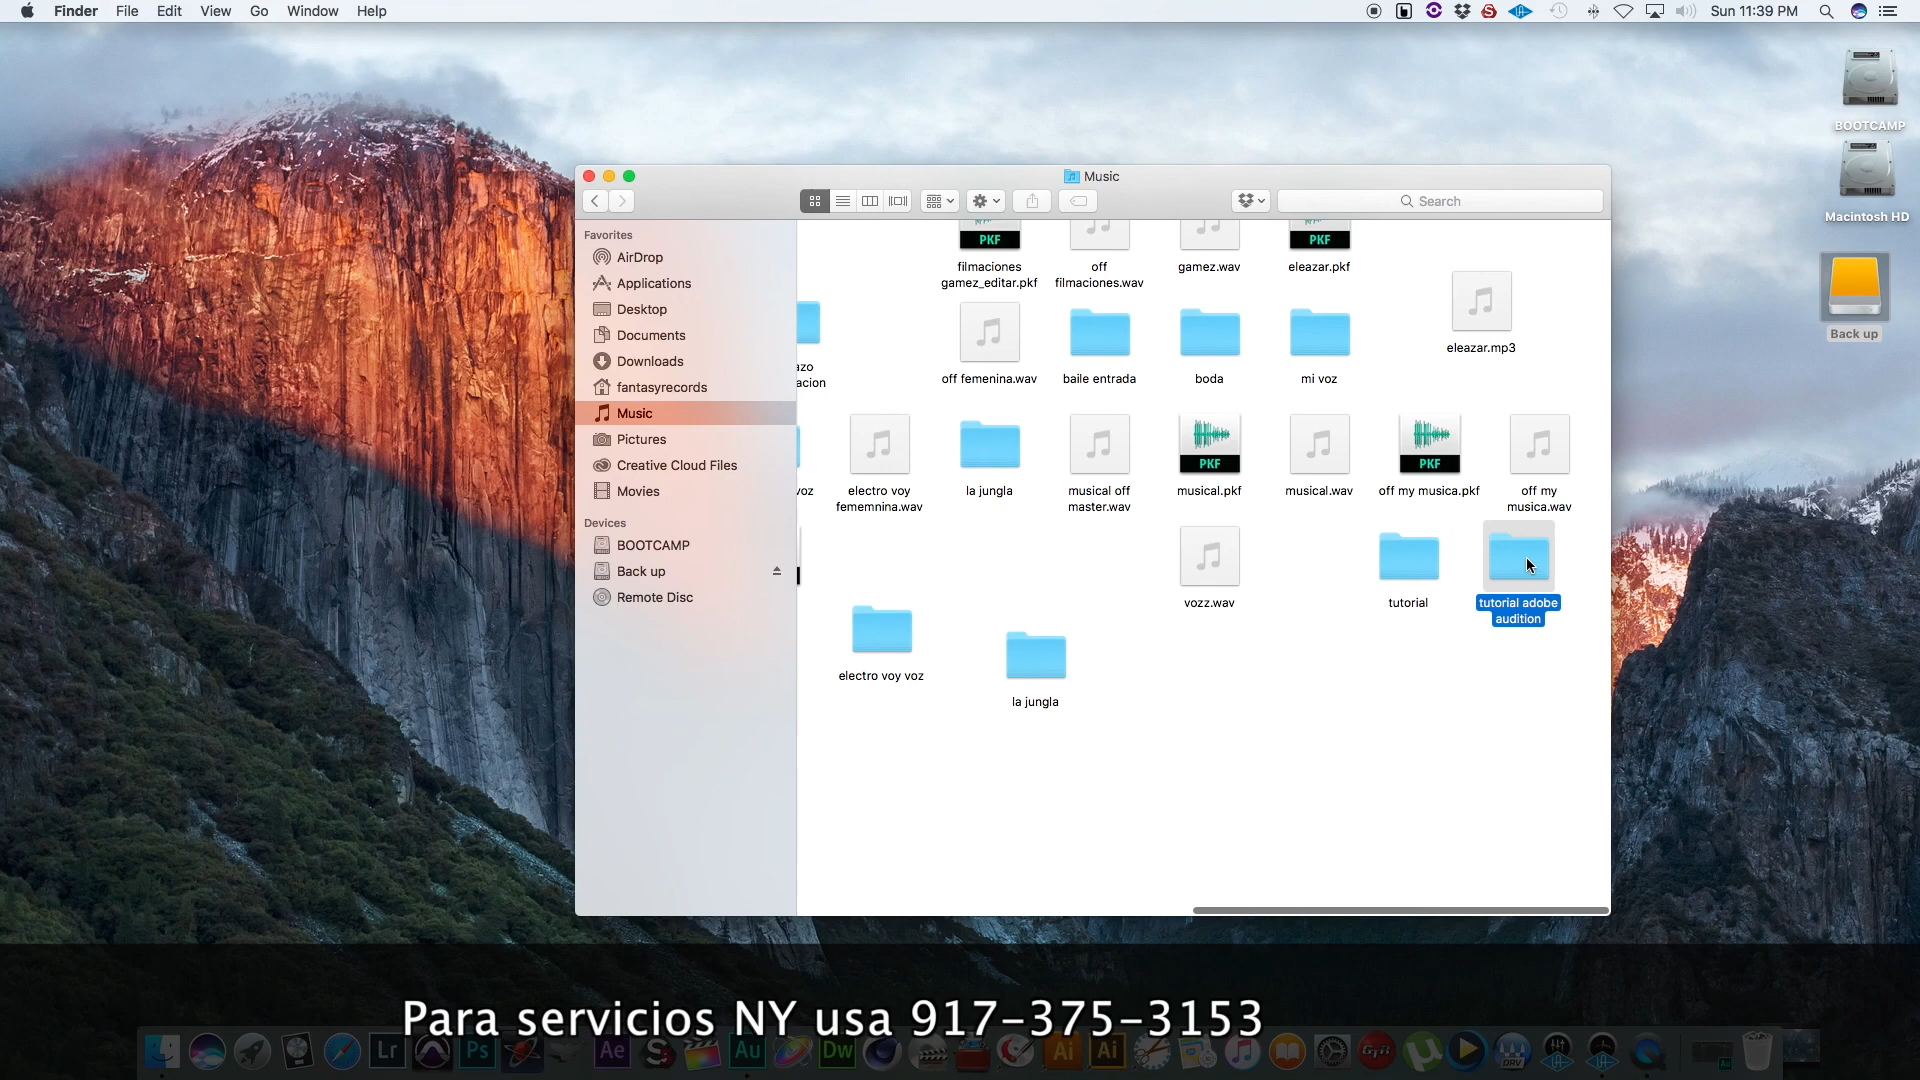 Finder File Edit View Go Window Help
Sun 11:39 PM
BOOTCAMP
Macintosh HD
Back up
Music
Search
Favorites
AirDrop
Applications
Desktop
Documents
Downloads
fantasyrecords
Music
Pictures
Creative Cloud Files
Movies
Devices
BOOTCAMP
Back up
Remote Disc
PKF
PKF
filmaciones
gamez_editar.pkf
off
filmaciones.wav
gamez.wav
eleazar.pkf
eleazar.mp3
acion
off femenina.wav
baile entrada
boda
mi voz
voz
electro voy
fememnina.wav
la jungla
musical off
master.wav
PKF
musical.pkf
musical.wav
PKF
off my musica.pkf
off my
musica.wav
vozz.wav
tutorial
tutorial adobe
audition
electro voy voz
la jungla
Para servicios NY usa 917-375-3153
Lr
Ps
Ae
Au
Dw
Ai
Ai